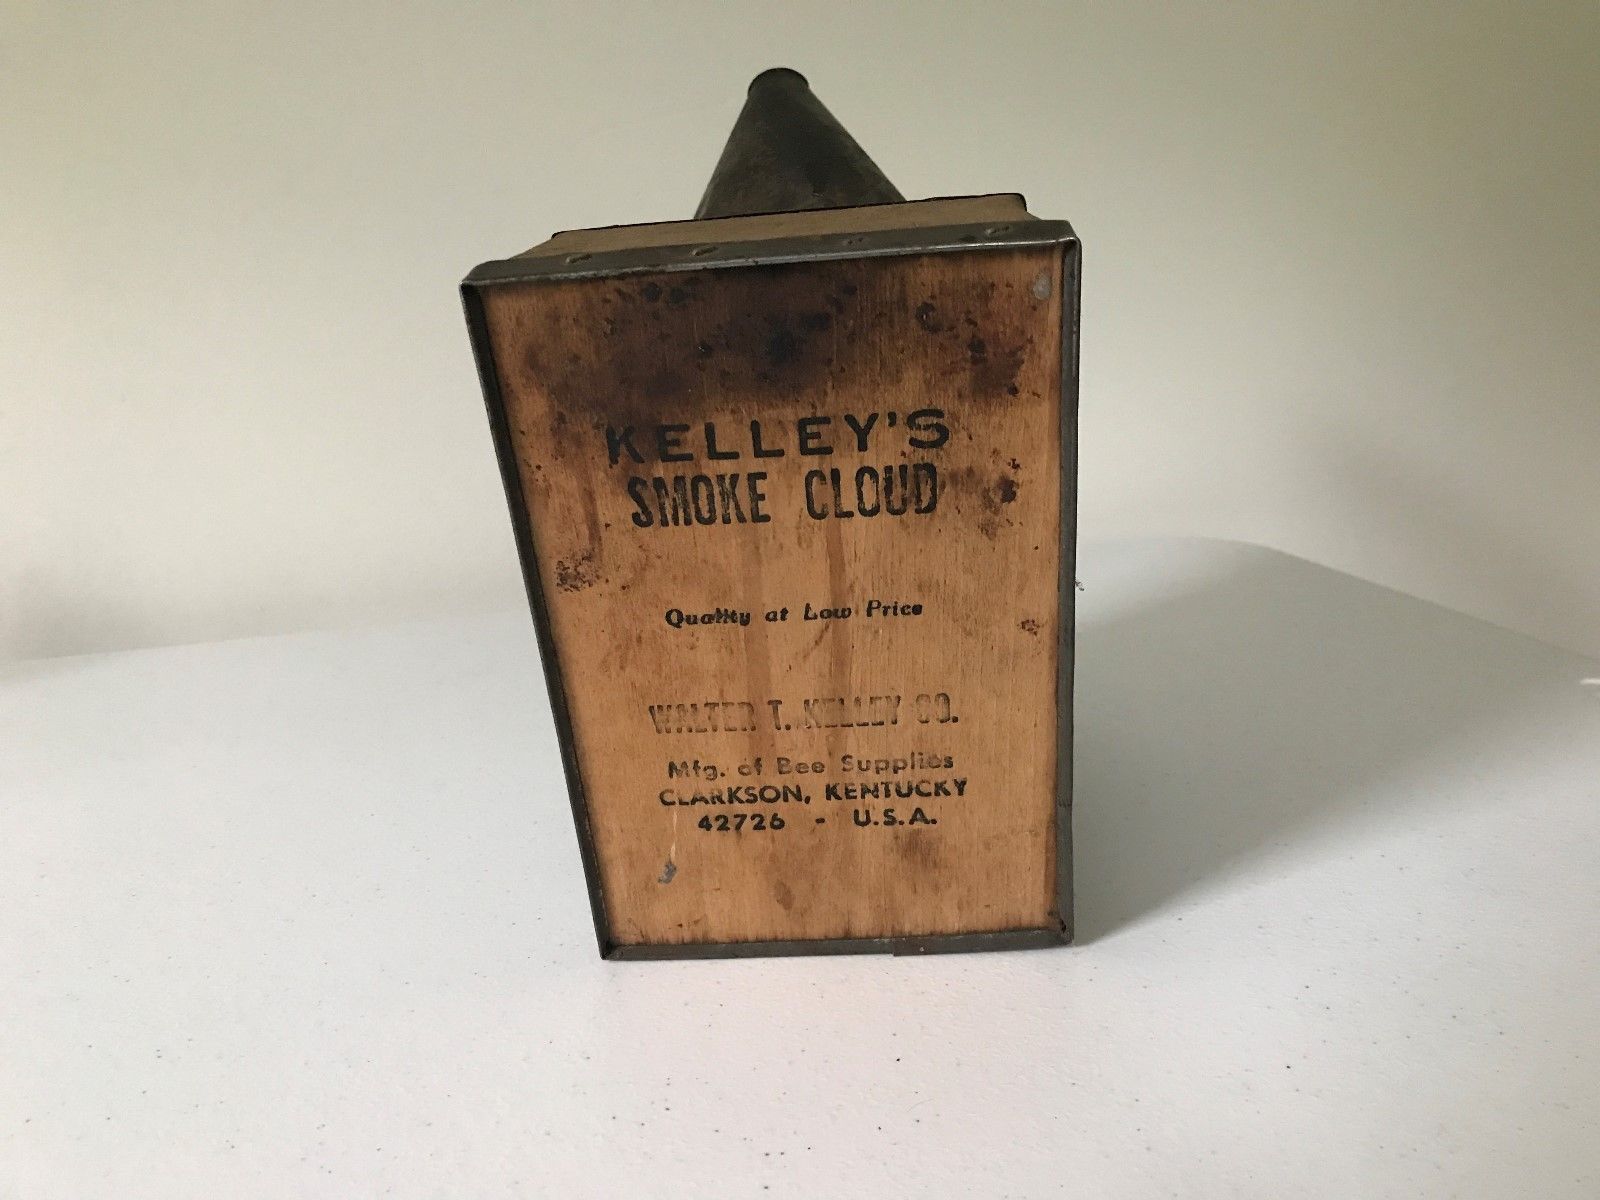 KELLEY'S
SMOKE CLOUD
Quality at Low Price
WALTER T. KELLEY CO.
Mfg. of Bee Supplies
CLARKSON, KENTUCKY
42726 - U.S.A.